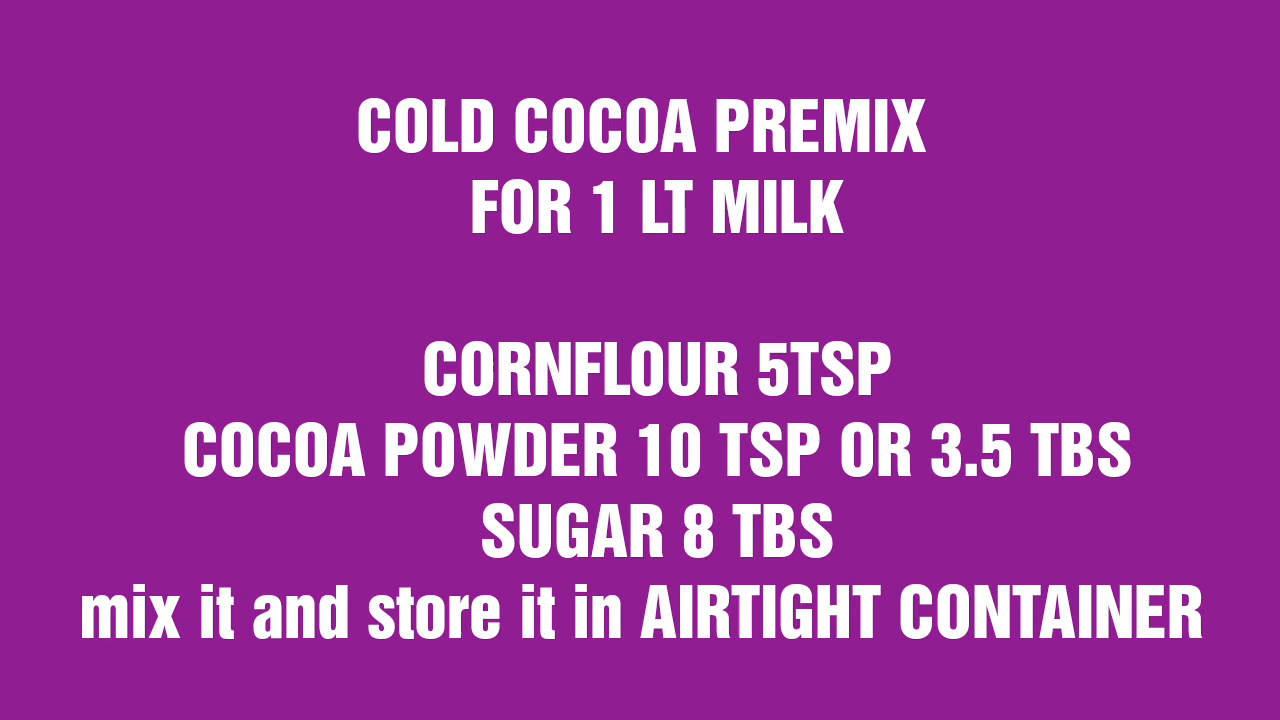 COLD COCOA PREMIX
FOR 1 LT MILK
CORNFLOUR 5TSP
COCOA POWDER 10 TSP OR 3.5 TBS
SUGAR 8 TBS
mix it and store it in AIRTIGHT CONTAINER